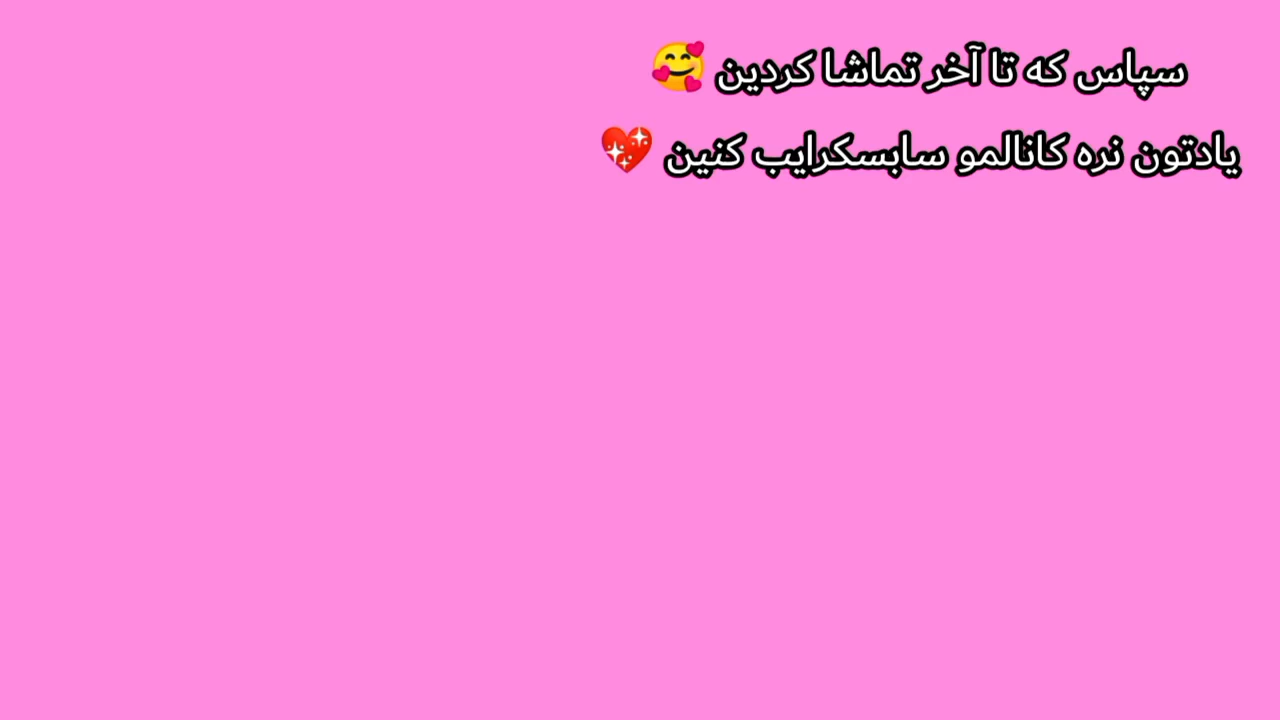 سپاس که تا آخر تماشا کردین 🥰
یادتون نره کانالمو سابسکرایب کنین 💖